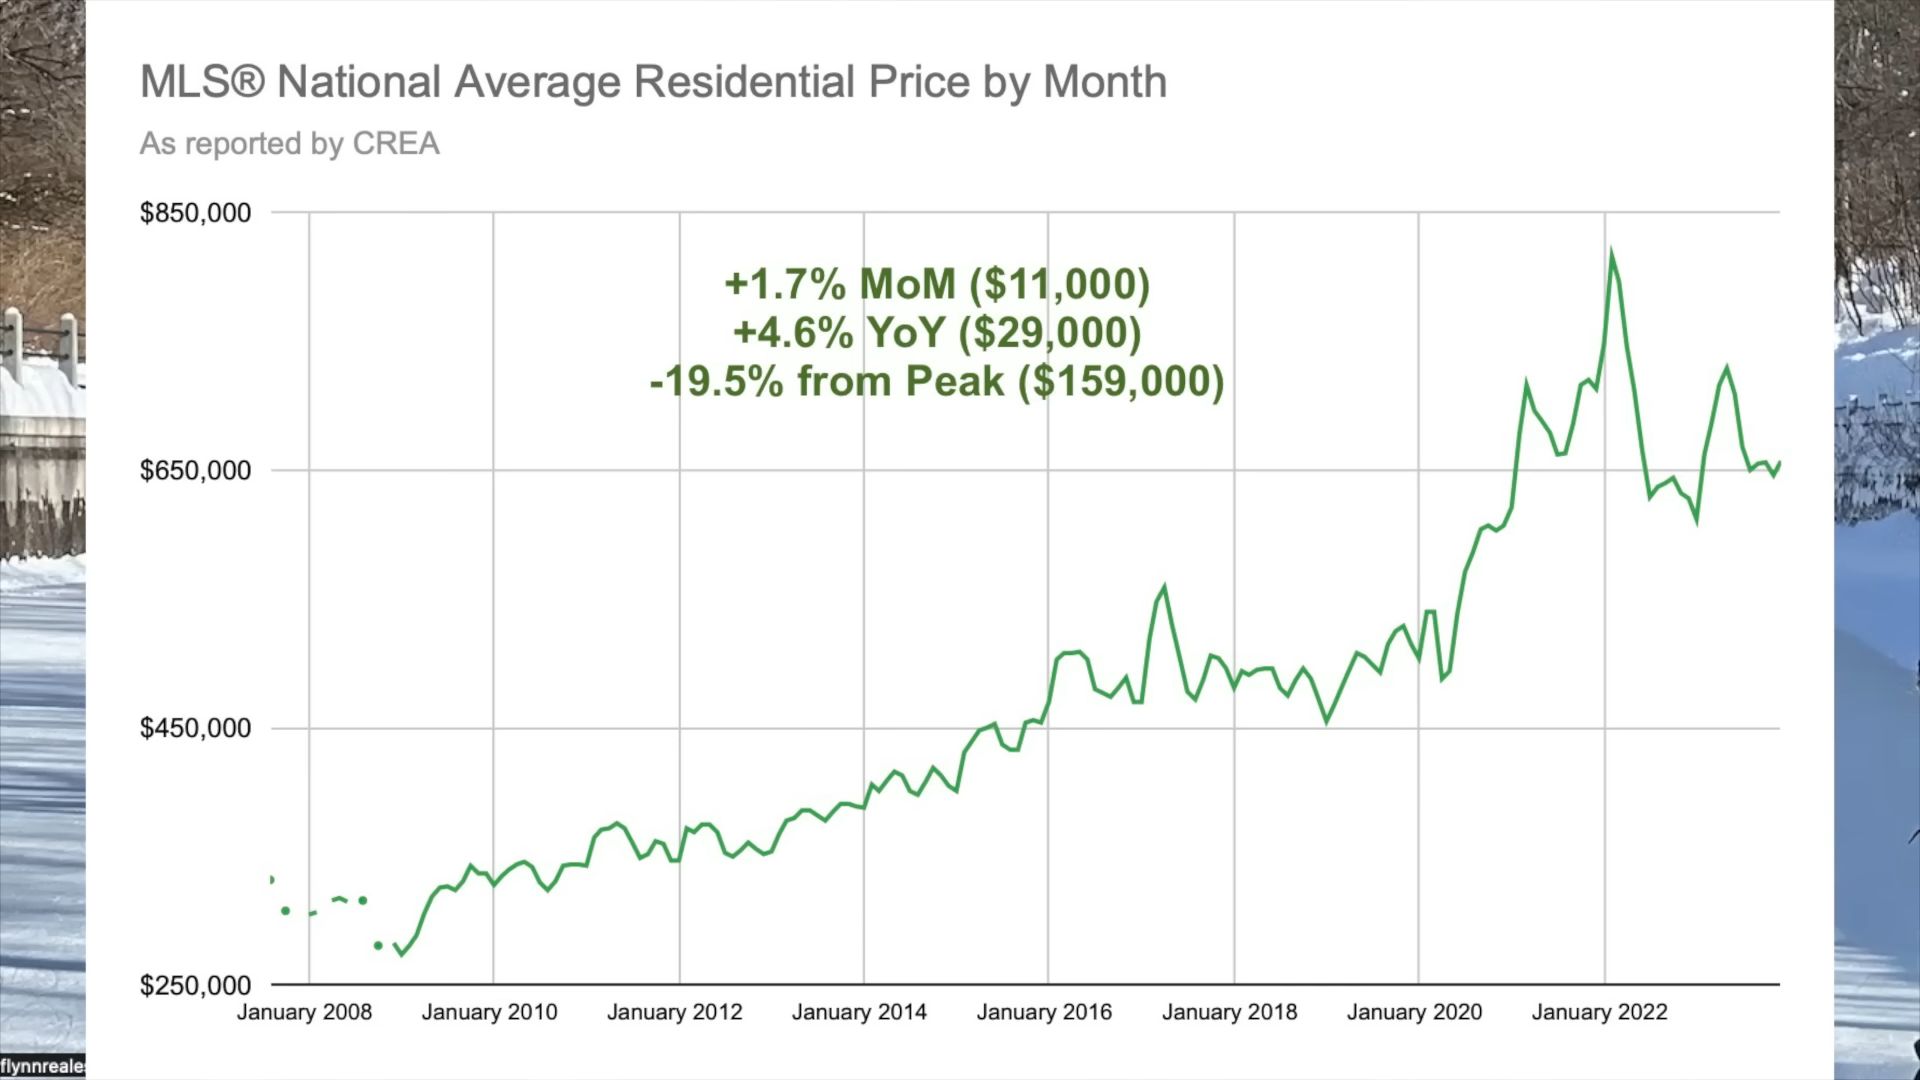 MLS® National Average Residential Price by Month
As reported by CREA
$850,000
+1.7% MoM ($11,000)
+4.6% YoY ($29,000)
-19.5% from Peak ($159,000)
$650,000
$450,000
$250,000
January 2008 January 2010 January 2012 January 2014 January 2016 January 2018 January 2020 January 2022
flynnreales